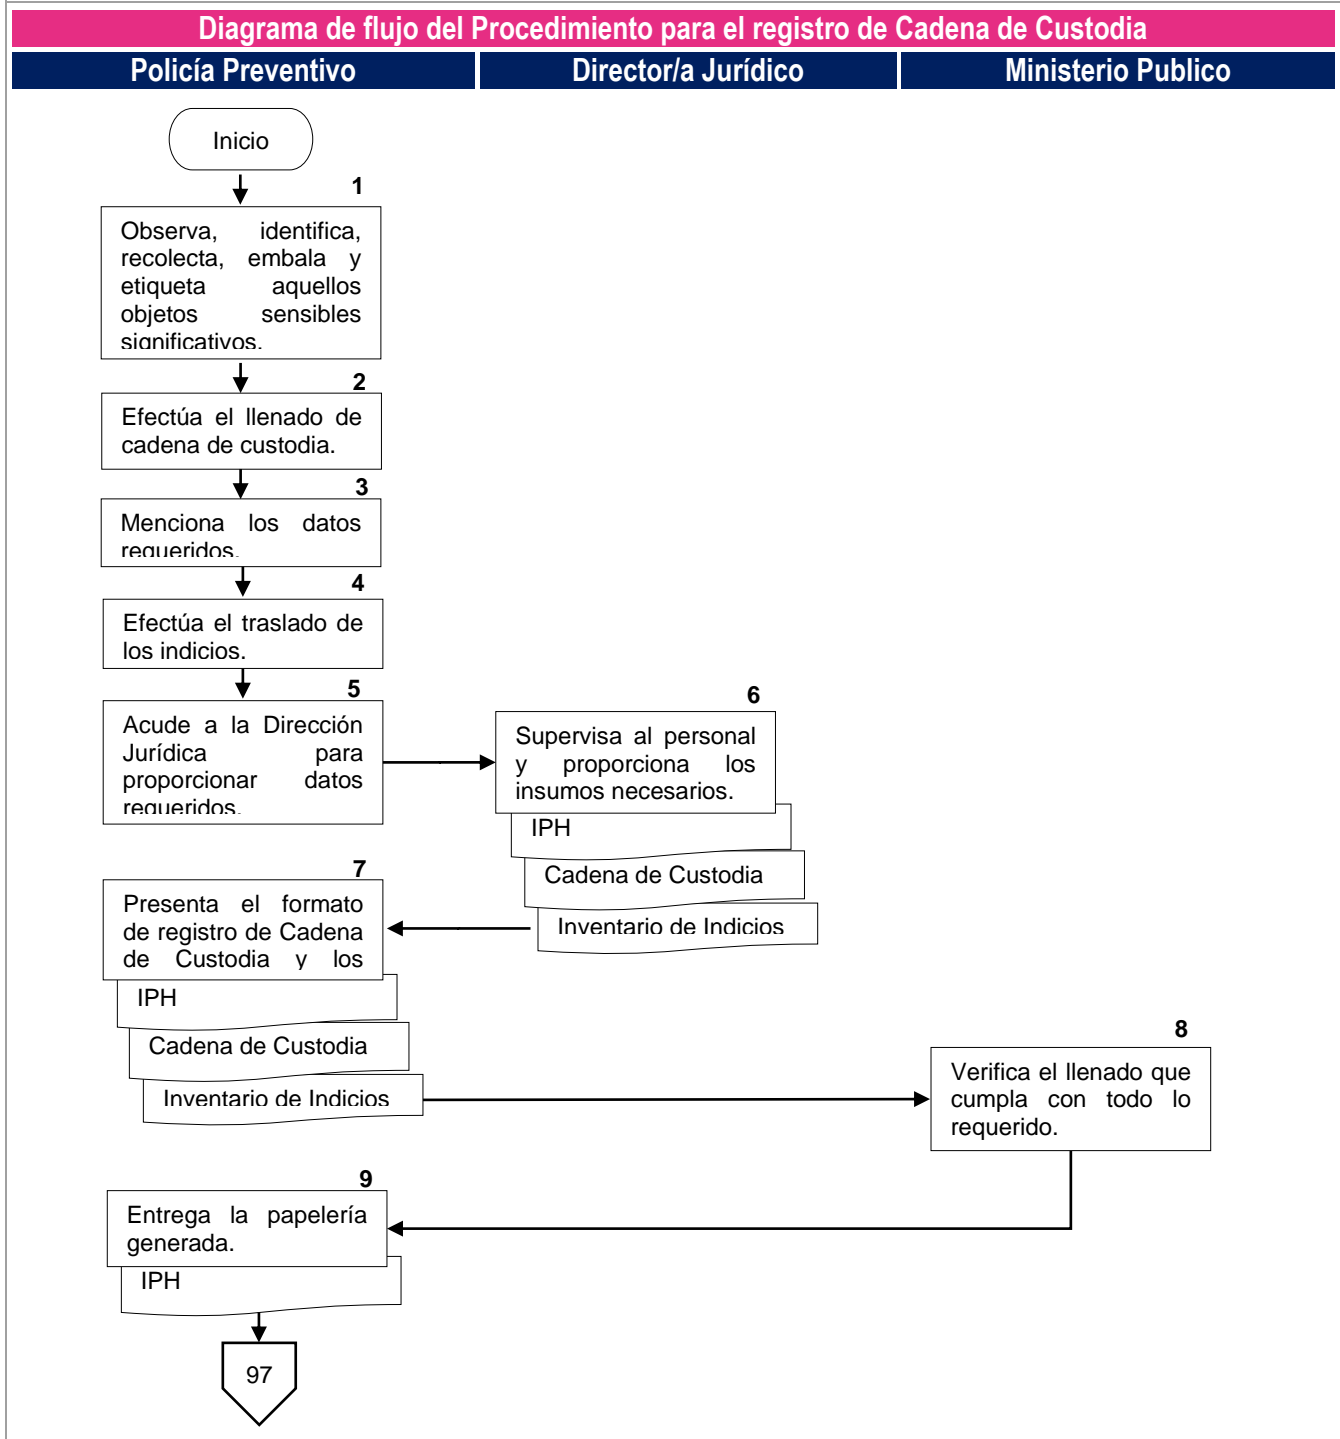 Diagrama de flujo del Procedimiento para el registro de Cadena de Custodia
Policía Preventivo
Director/a Jurídico
Ministerio Publico
Inicio
1
Observa, identifica,
recolecta, embala y
etiqueta aquellos
objetos sensibles
significativos.
2
Efectúa el llenado de
cadena de custodia.
3
Menciona los datos
requeridos.
4
Efectúa el traslado de
los indicios.
5
Acude a la Dirección
Jurídica para
proporcionar datos
requeridos.
6
Supervisa al personal
y proporciona los
insumos necesarios.
IPH
Cadena de Custodia
Inventario de Indicios
7
Presenta el formato
de registro de Cadena
de Custodia y los
IPH
Cadena de Custodia
Inventario de Indicios
8
Verifica el llenado que
cumpla con todo lo
requerido.
9
Entrega la papelería
generada.
IPH
97